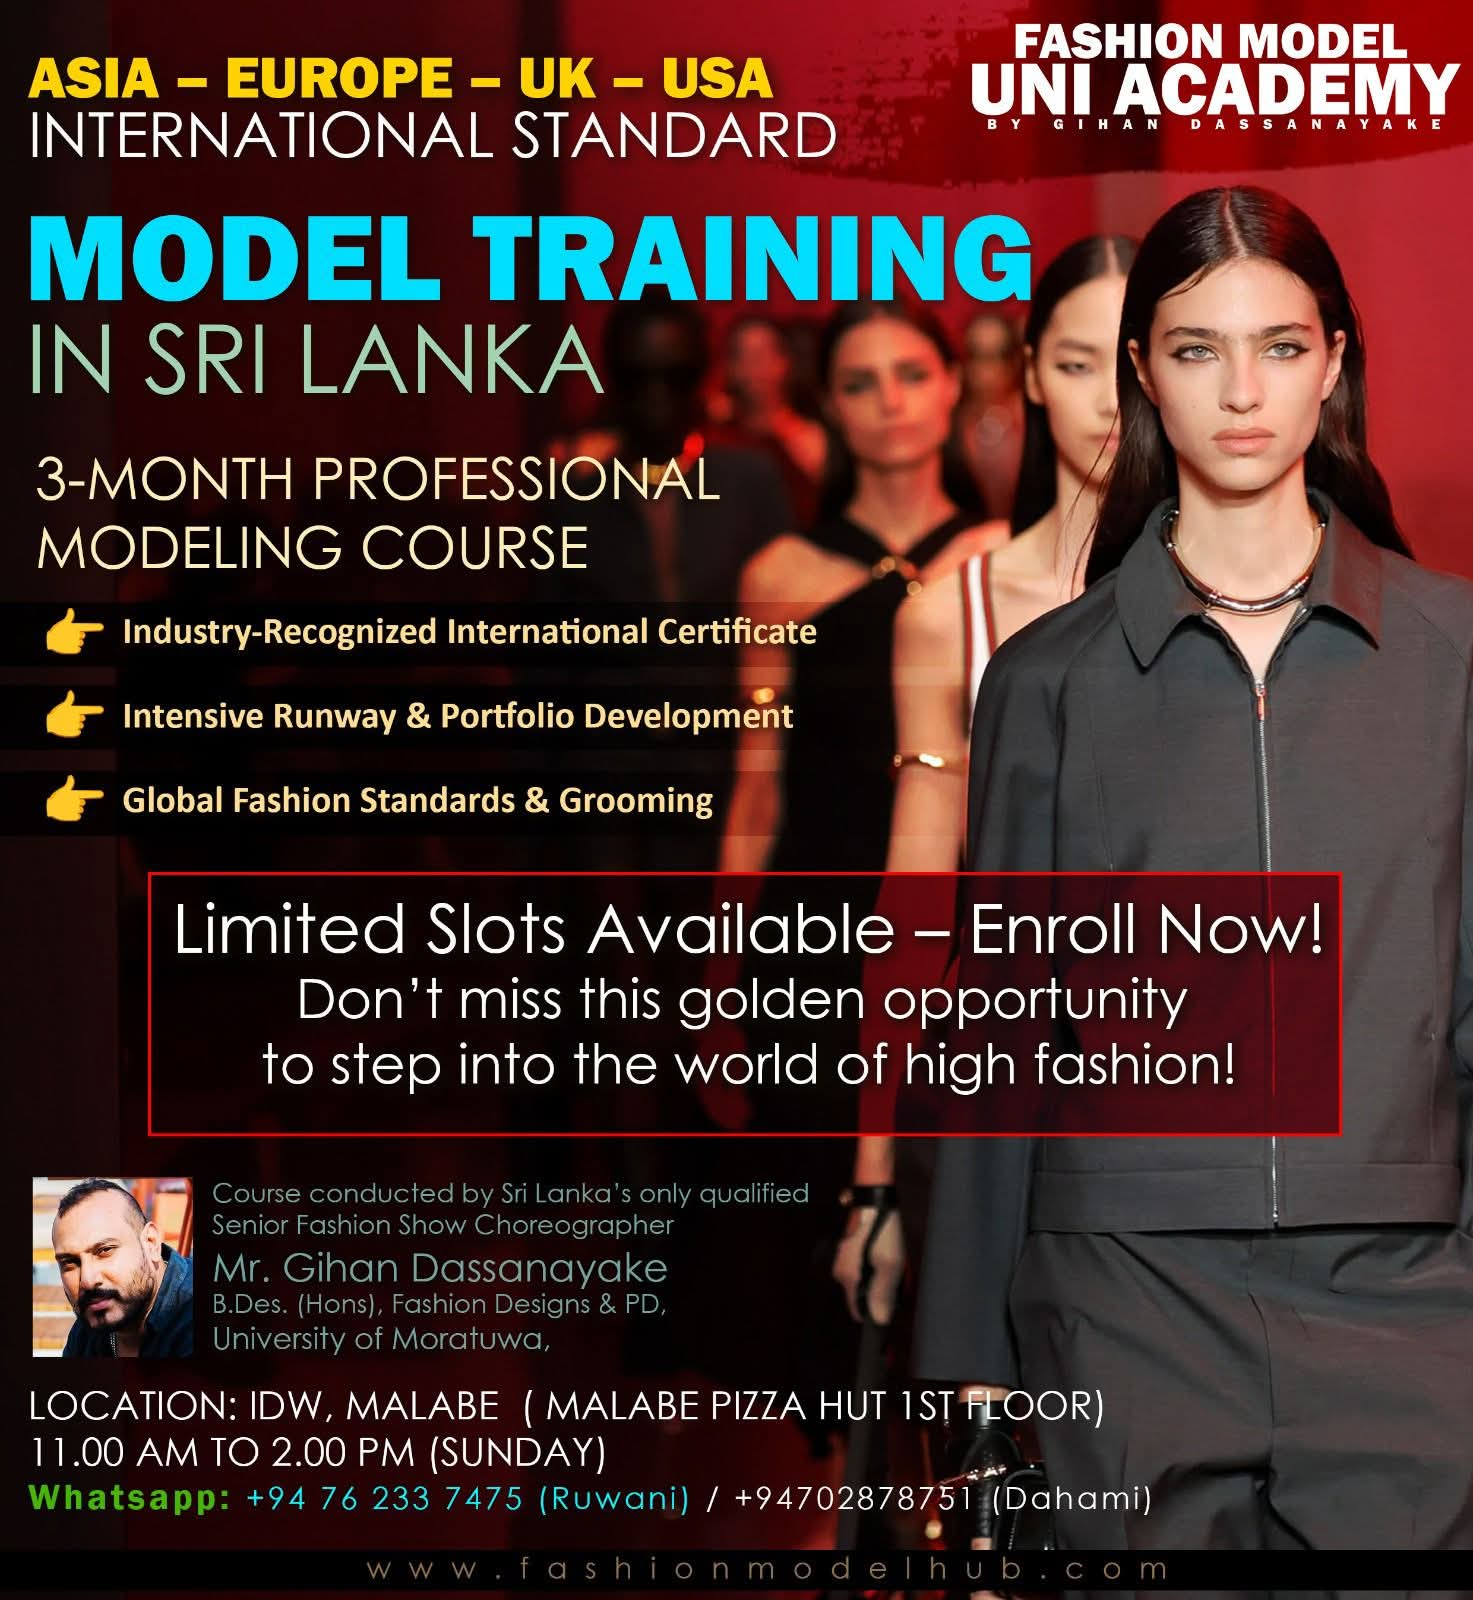 FASHION MODEL
UNI ACADEMY
BY GIHAN DASSANAYAKE
ASIA – EUROPE – UK – USA
INTERNATIONAL STANDARD
MODEL TRAINING
IN SRI LANKA
3-MONTH PROFESSIONAL
MODELING COURSE
Industry-Recognized International Certificate
Intensive Runway & Portfolio Development
Global Fashion Standards & Grooming
Limited Slots Available – Enroll Now!
Don’t miss this golden opportunity
to step into the world of high fashion!
Course conducted by Sri Lanka’s only qualified
Senior Fashion Show Choreographer
Mr. Gihan Dassanayake
B.Des. (Hons), Fashion Designs & PD,
University of Moratuwa,
LOCATION: IDW, MALABE ( MALABE PIZZA HUT 1ST FLOOR)
11.00 AM TO 2.00 PM (SUNDAY)
Whatsapp: +94 76 233 7475 (Ruwani) / +94702878751 (Dahami)
www.fashionmodelhub.com